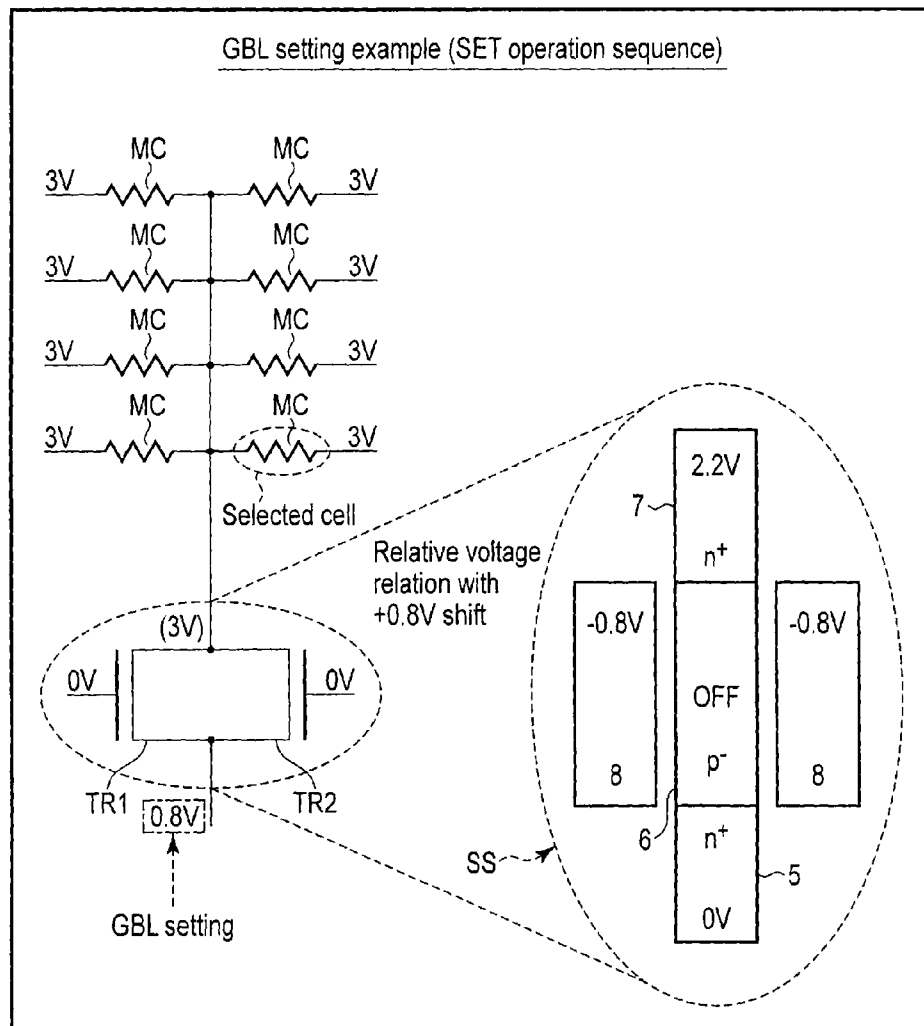 GBL setting example (SET operation sequence)
MC MC
3V 3V
MC MC
3V 3V
MC MC
3V 3V
MC MC
3V 3V
Selected cell
Relative voltage
relation with
+0.8V shift
(3V)
0V 0V
TR1 TR2
0.8V
GBL setting
2.2V
7
n+
-0.8V -0.8V
OFF
p-
8 8
6
n+
SS
5
0V